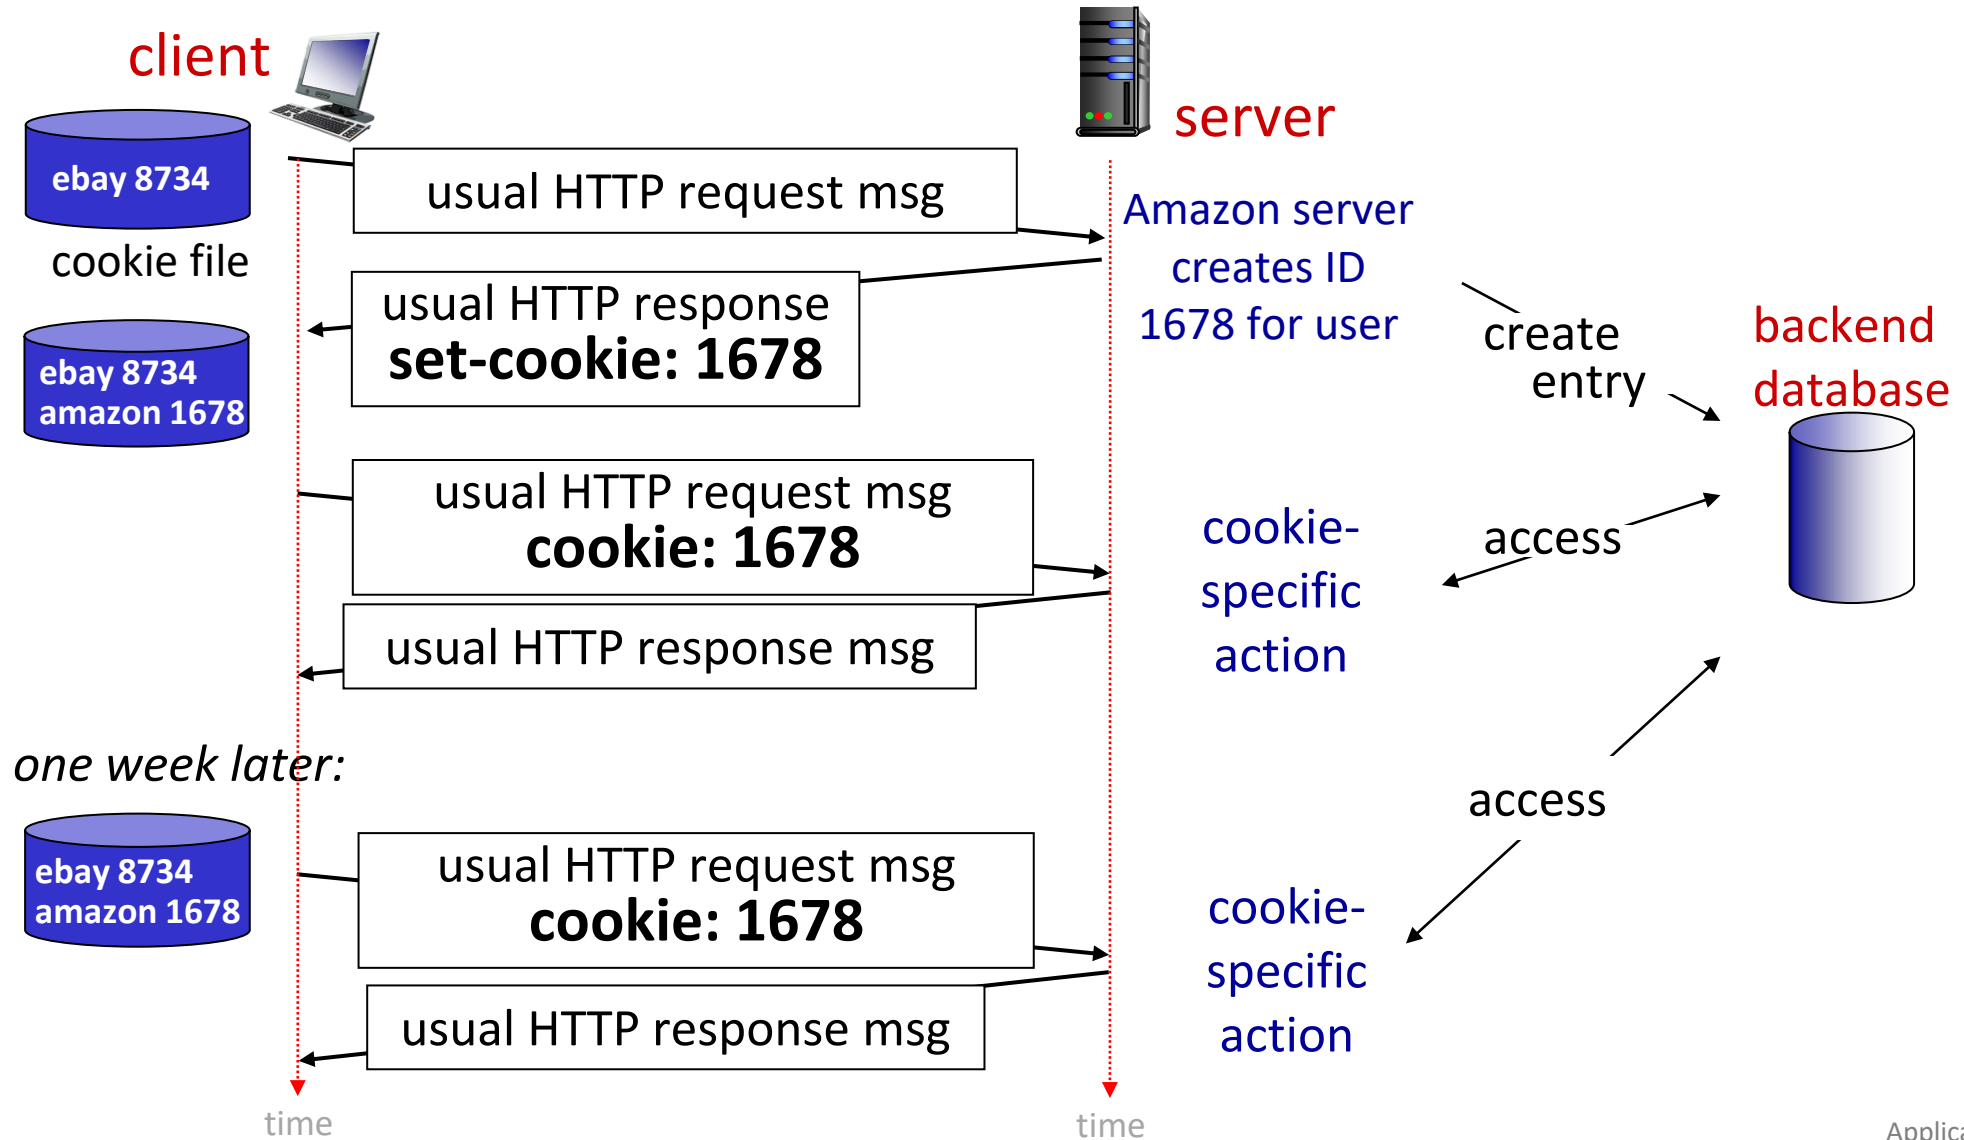 client
server
ebay 8734
cookie file
usual HTTP request msg
Amazon server
creates ID
1678 for user
usual HTTP response
set-cookie: 1678
create
entry
backend
database
ebay 8734
amazon 1678
usual HTTP request msg
cookie: 1678
cookie-
specific
action
access
usual HTTP response msg
one week later:
access
ebay 8734
amazon 1678
usual HTTP request msg
cookie: 1678
cookie-
specific
action
usual HTTP response msg
time
time